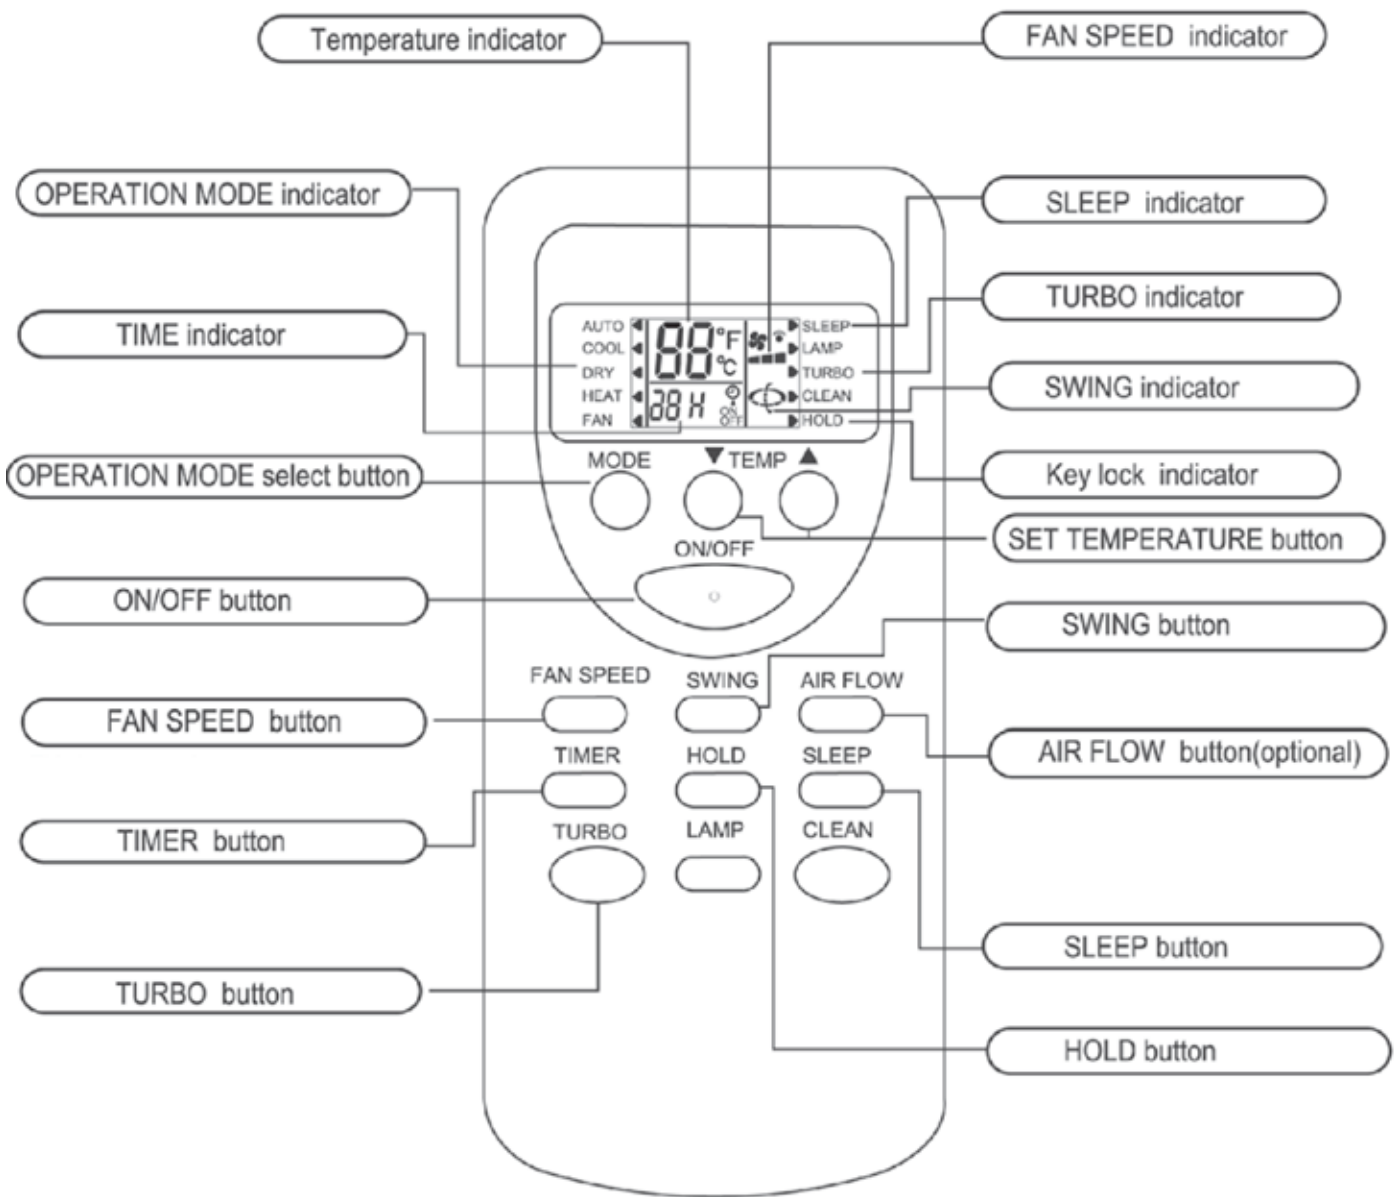 Temperature indicator
FAN SPEED indicator
OPERATION MODE indicator
SLEEP indicator
TURBO indicator
TIME indicator
SWING indicator
OPERATION MODE select button
Key lock indicator
SET TEMPERATURE button
ON/OFF button
SWING button
FAN SPEED button
AIR FLOW button(optional)
TIMER button
SLEEP button
TURBO button
HOLD button
AUTO
COOL
DRY
HEAT
FAN
88 °F
°C
88 H
ON
OFF
SLEEP
LAMP
TURBO
CLEAN
HOLD
MODE
▼ TEMP ▲
ON/OFF
FAN SPEED SWING AIR FLOW
TIMER HOLD SLEEP
TURBO LAMP CLEAN